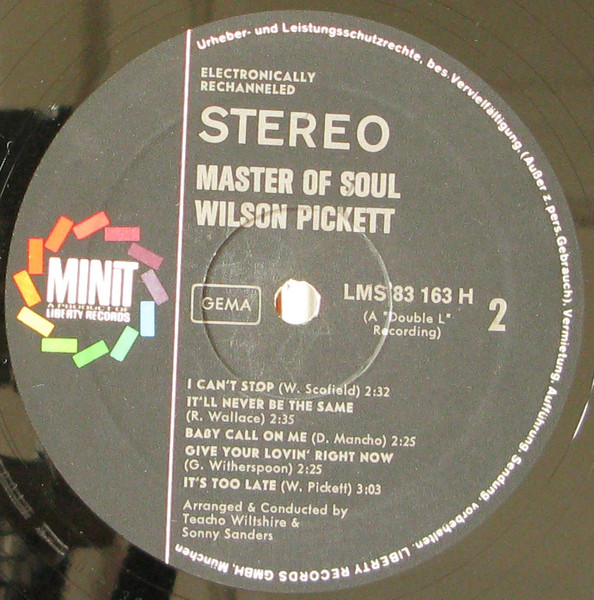 Urheber- und Leistungsschutzrechte, bes. Vervielfältigung, (Außer z. pers. Gebrauch), Vermietung, Aufführung, Sendung, vorbehalten. LIBERTY RECORDS GMBH, München
ELECTRONICALLY
RECHANNELED
STEREO
MASTER OF SOUL
WILSON PICKETT
MINIT
A PRODUCT OF
LIBERTY RECORDS
GEMA
LMS 83 163 H
(A "Double L"
Recording)
2
I CAN'T STOP (W. Scofield) 2:32
IT'LL NEVER BE THE SAME
(R. Wallace) 2:35
BABY CALL ON ME (D. Mancho) 2:25
GIVE YOUR LOVIN' RIGHT NOW
(G. Witherspoon) 2:25
IT'S TOO LATE (W. Pickett) 3:03
Arranged & Conducted by
Teacho Wiltshire &
Sonny Sanders